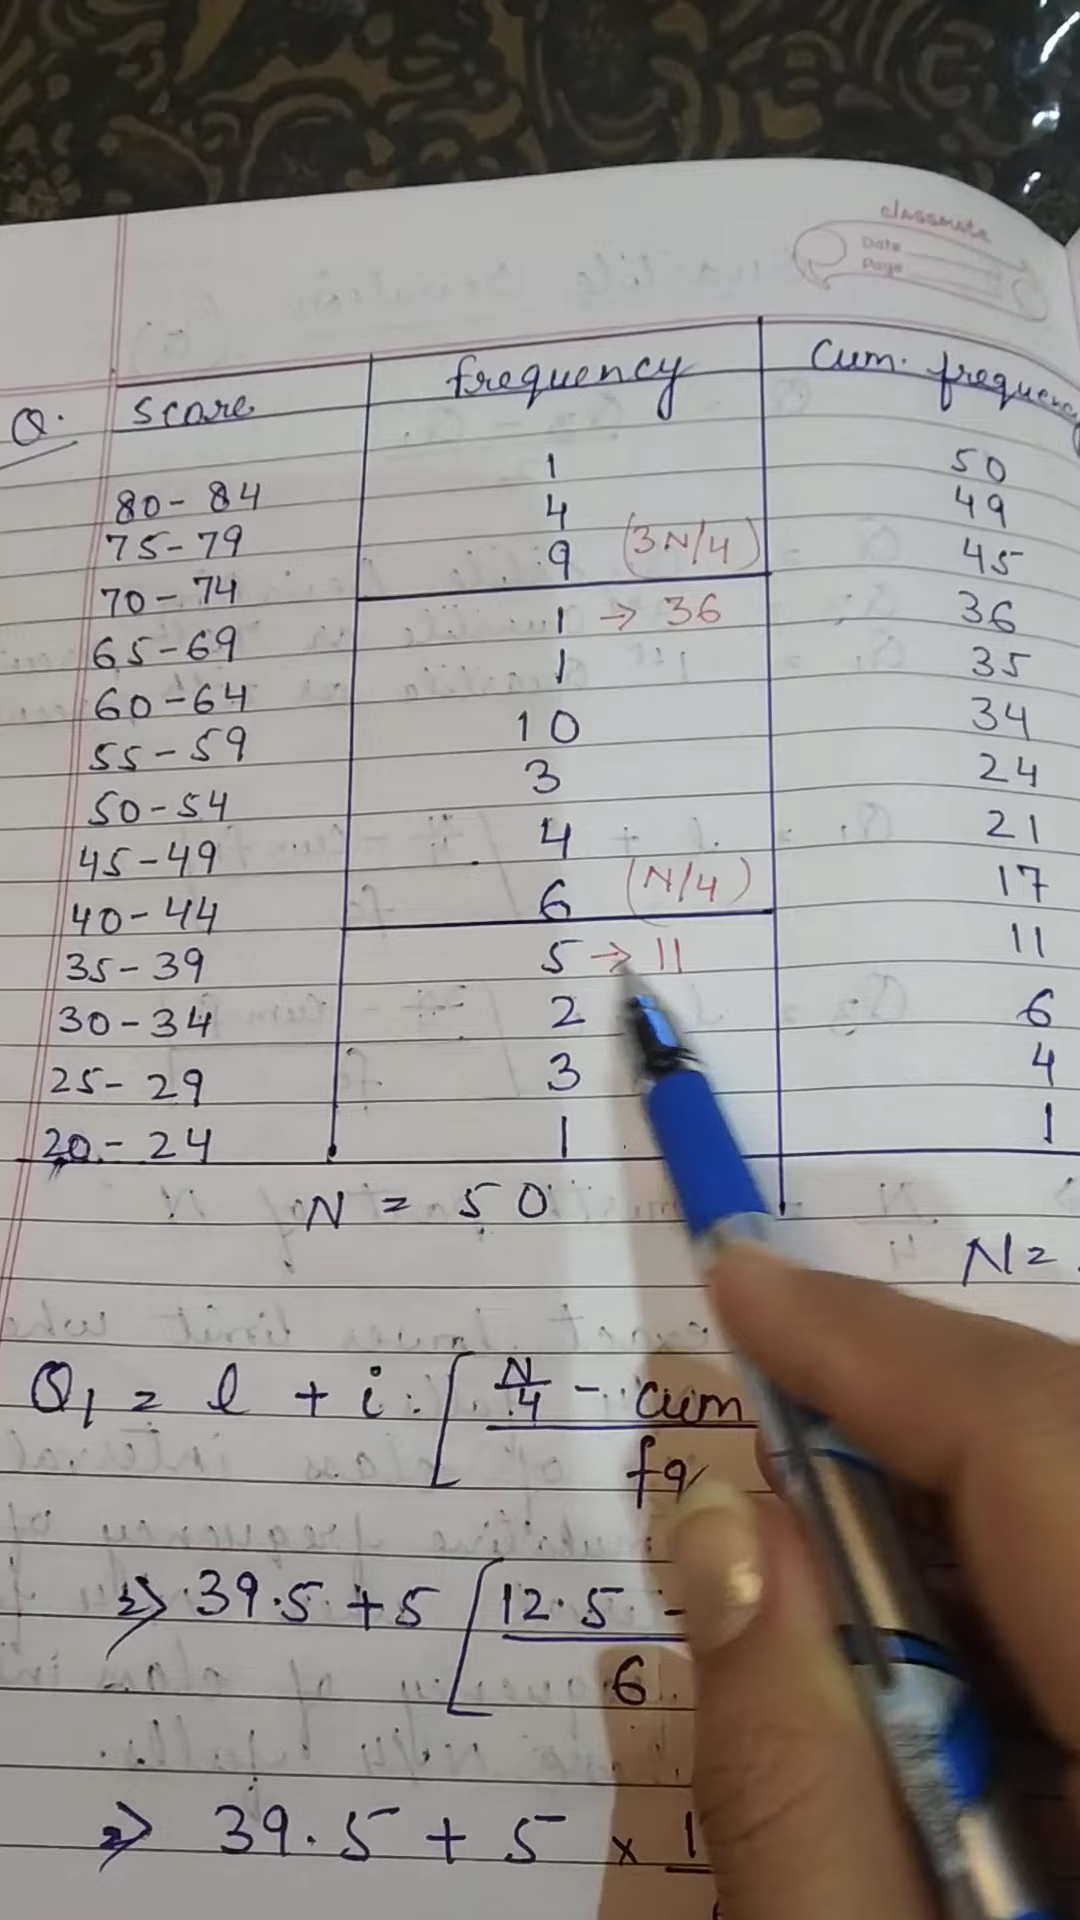 classmate
Date
Page
Q. Score frequency Cum. frequency
80-84 1 50
75-79 4 49
70-74 9 (3N/4) 45
65-69 1 → 36 36
60-64 1 35
55-59 10 34
50-54 3 24
45-49 4 21
40-44 6 (N/4) 17
35-39 5 → 11 11
30-34 2 6
25-29 3 4
20-24 1 1
N = 50
N =
Q1 = l + i [ N/4 - cum
fq
⇒ 39.5 + 5 [ 12.5 -
6
⇒ 39.5 + 5 × 1